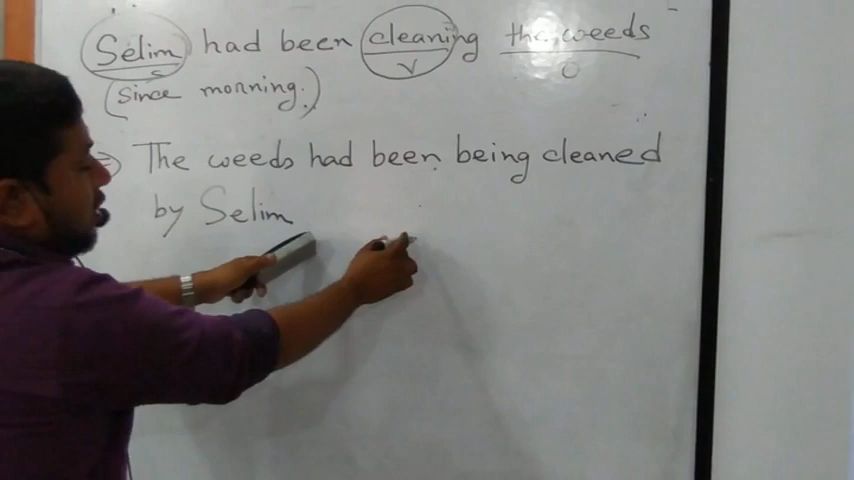 Selim had been cleaning the weeds
S V O
(since morning.)
⇒ The weeds had been being cleaned
by Selim